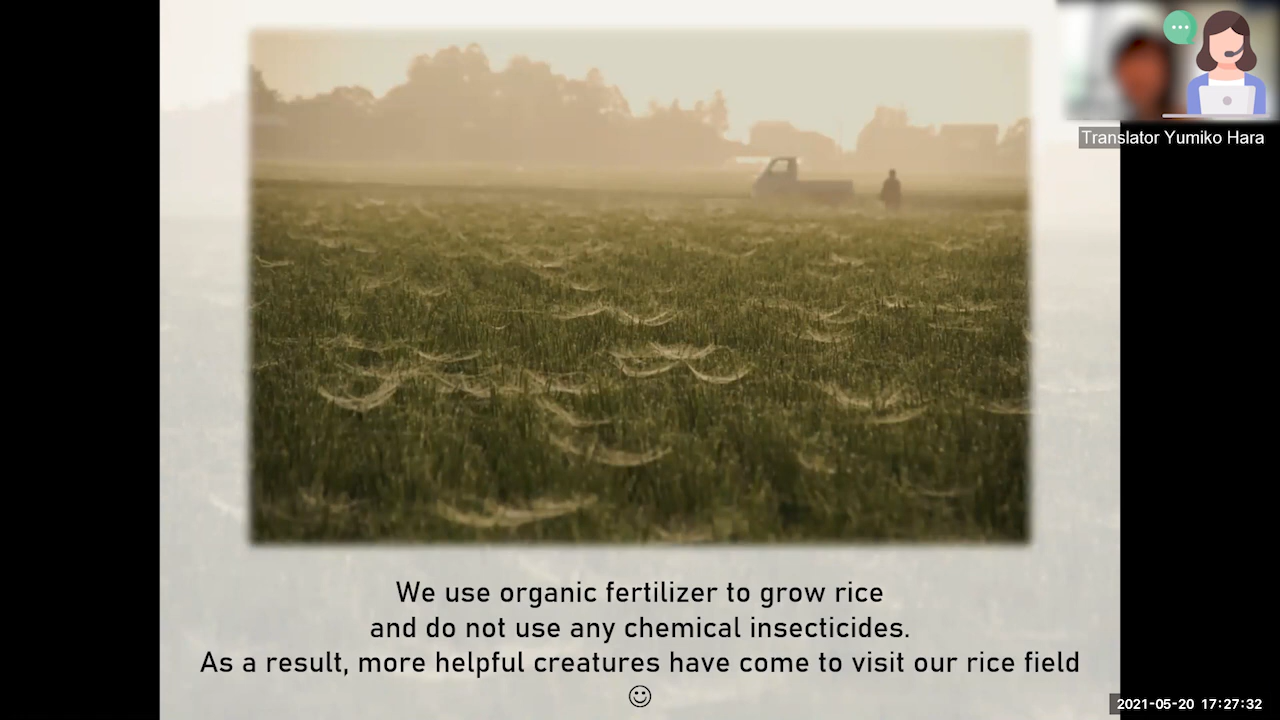 Translator Yumiko Hara
We use organic fertilizer to grow rice
and do not use any chemical insecticides.
As a result, more helpful creatures have come to visit our rice field
☺
2021-05-20 17:27:32